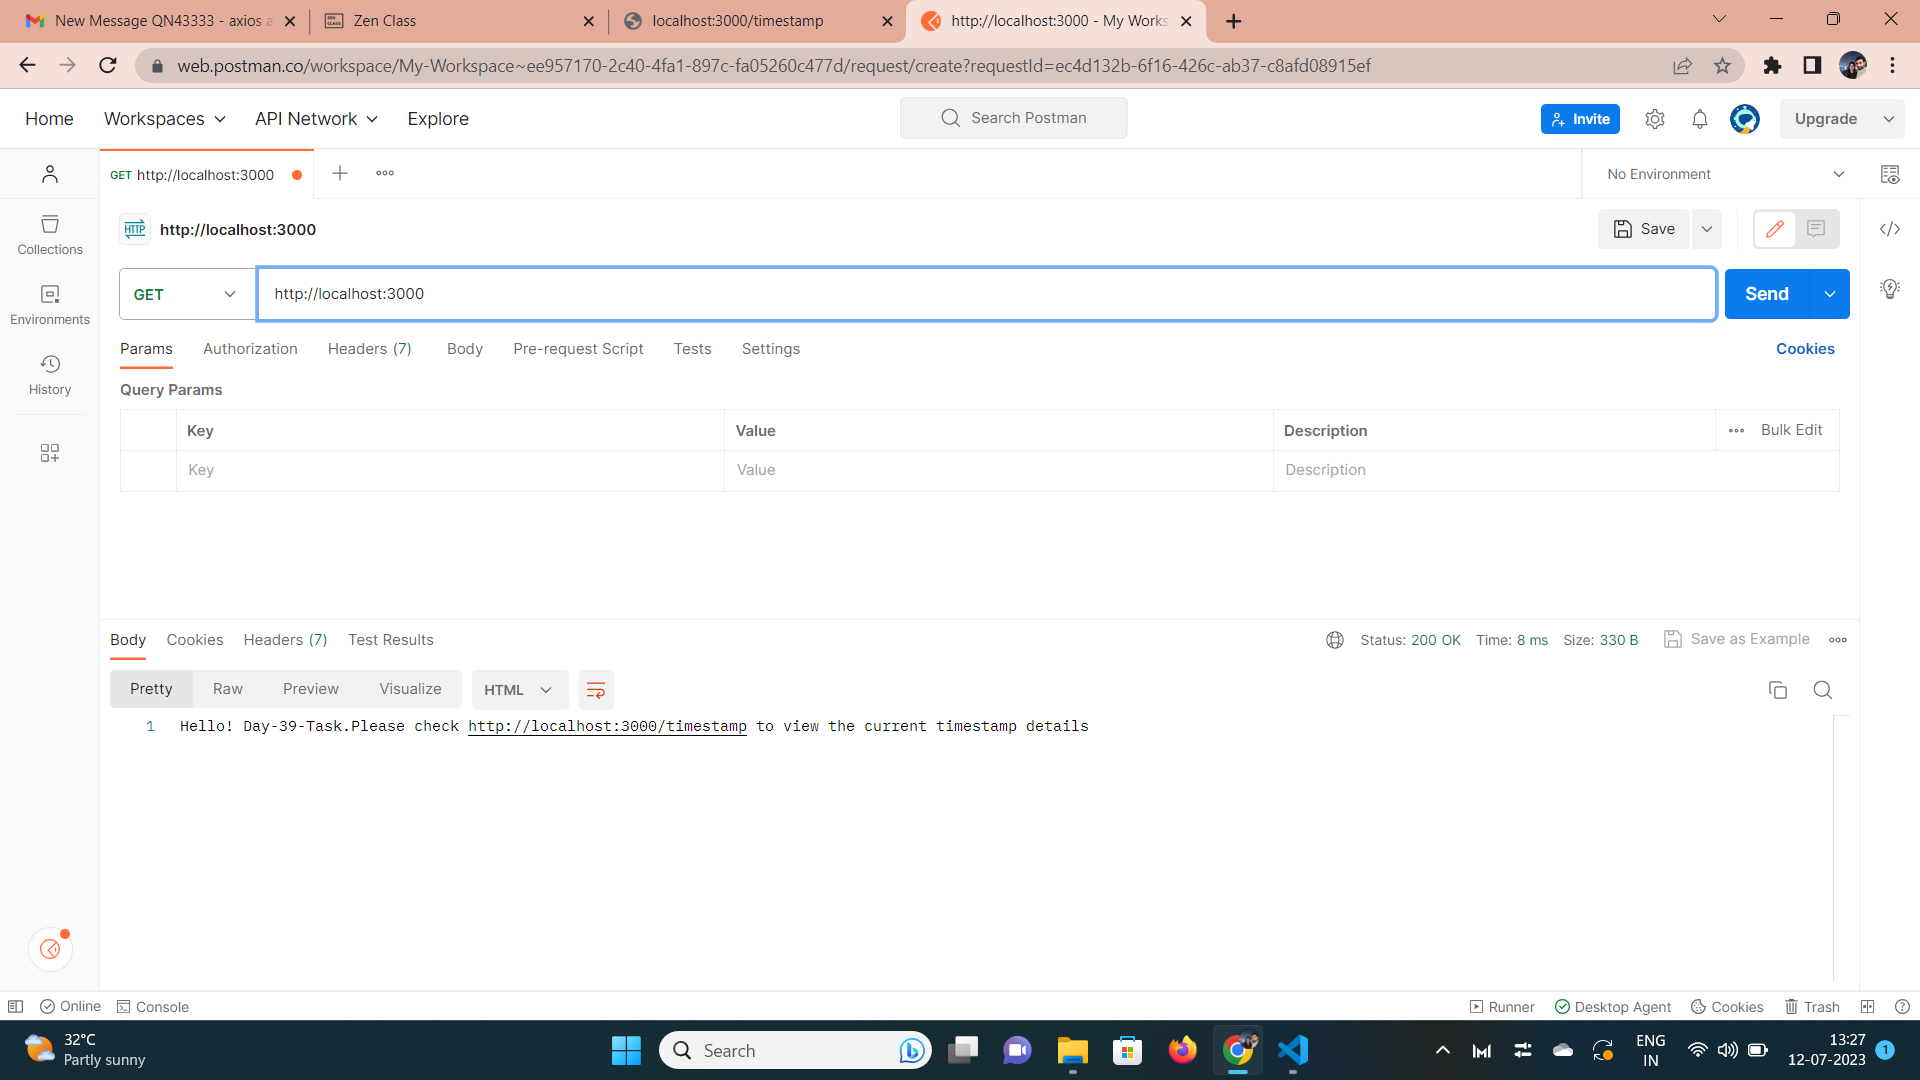 New Message QN43333 - axios a
Zen Class
localhost:3000/timestamp
http://localhost:3000 - My Works
web.postman.co/workspace/My-Workspace~ee957170-2c40-4fa1-897c-fa05260c477d/request/create?requestId=ec4d132b-6f16-426c-ab37-c8afd08915ef
Home
Workspaces
API Network
Explore
Search Postman
Invite
Upgrade
GET http://localhost:3000
No Environment
HTTP
http://localhost:3000
Save
Collections
GET
http://localhost:3000
Send
Environments
Params
Authorization
Headers (7)
Body
Pre-request Script
Tests
Settings
Cookies
History
Query Params
Key
Value
Description
Bulk Edit
Key
Value
Description
Body
Cookies
Headers (7)
Test Results
Status: 200 OK
Time: 8 ms
Size: 330 B
Save as Example
Pretty
Raw
Preview
Visualize
HTML
1
Hello! Day-39-Task.Please check http://localhost:3000/timestamp to view the current timestamp details
Online
Console
Runner
Desktop Agent
Cookies
Trash
32°C
Partly sunny
Search
ENG
IN
13:27
12-07-2023
1